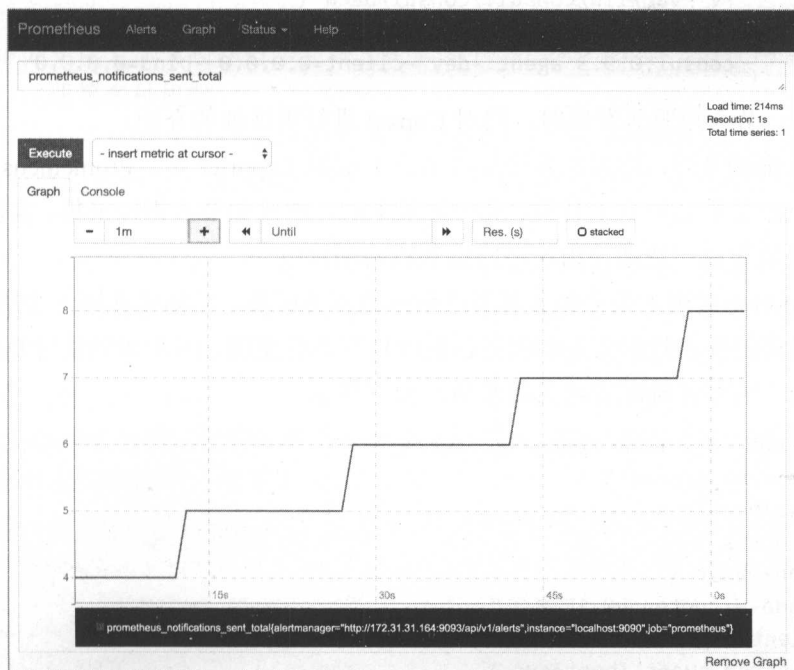 Prometheus Alerts Graph Status Help
prometheus_notifications_sent_total
Load time: 214ms
Resolution: 1s
Total time series: 1
Execute - insert metric at cursor -
Graph Console
− 1m + Until Res. (s) stacked
8
7
6
5
4
15s 30s 45s 0s
prometheus_notifications_sent_total{alertmanager="http://172.31.31.164:9093/api/v1/alerts",instance="localhost:9090",job="prometheus"}
Remove Graph